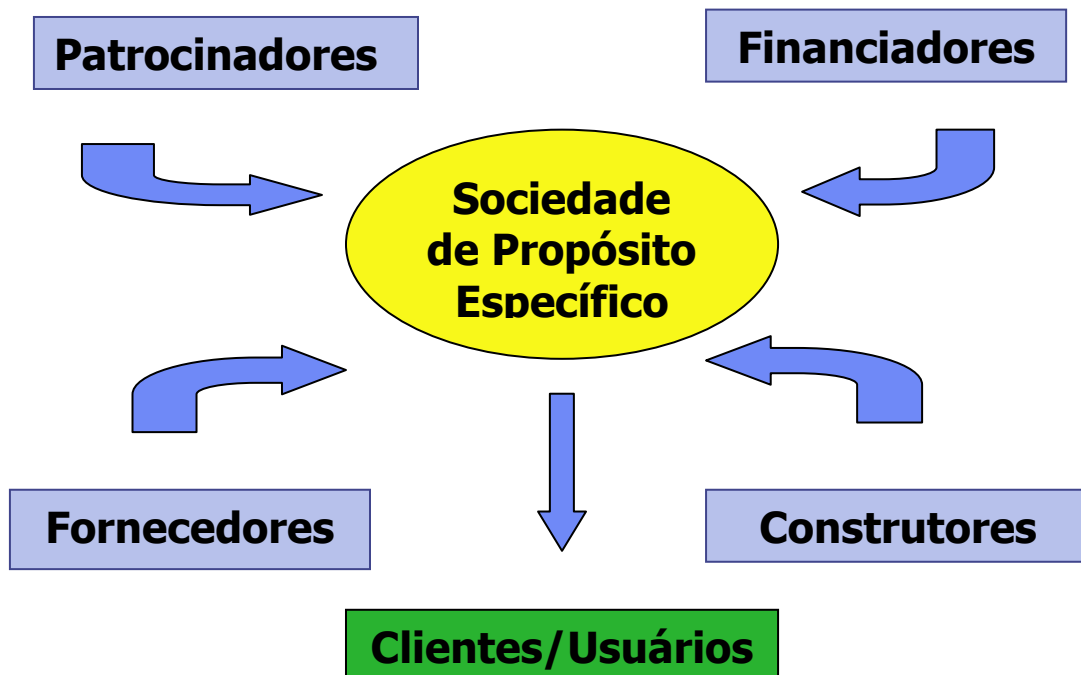 Patrocinadores
Financiadores
Sociedade
de Propósito
Específico
Fornecedores
Construtores
Clientes/Usuários